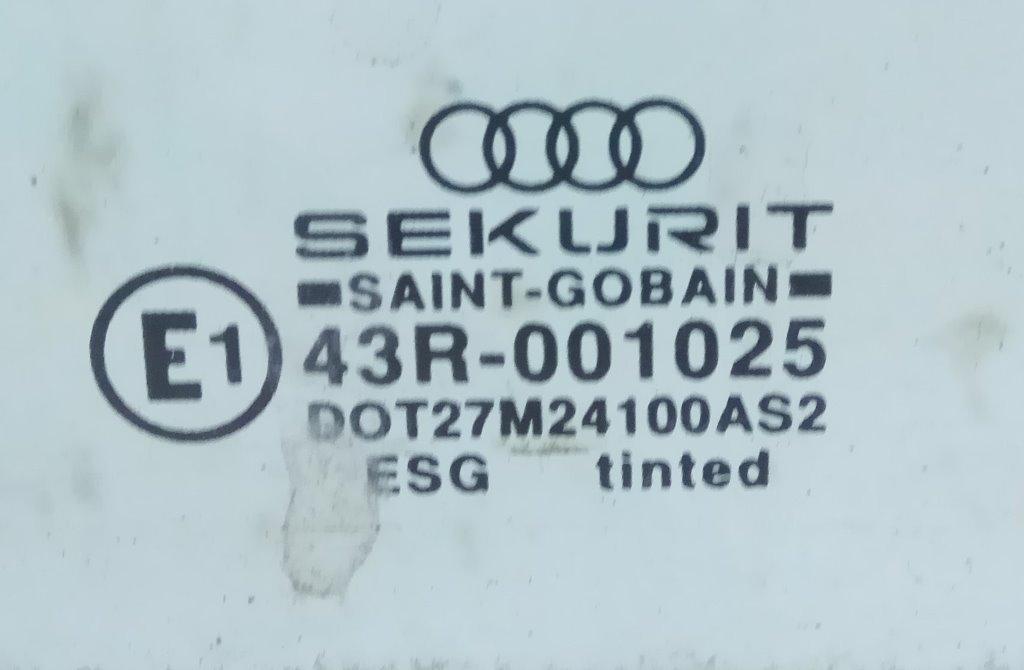 SEKURIT
SAINT-GOBAIN
E1 43R-001025
DOT27M24100AS2
ESG tinted